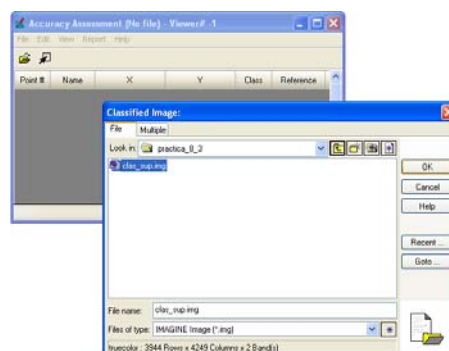 Accuracy Assessment (No file) - Viewer# -1
File Edit View Report Help
Point # Name X Y Class Reference
Classified Image:
File Multiple
Look in: practica_8_2
clas_sup.img
OK
Cancel
Help
Recent ...
Goto ...
File name: clas_sup.img
Files of type: IMAGINE Image (*.img)
truecolor : 3944 Rows x 4249 Columns x 2 Band(s)